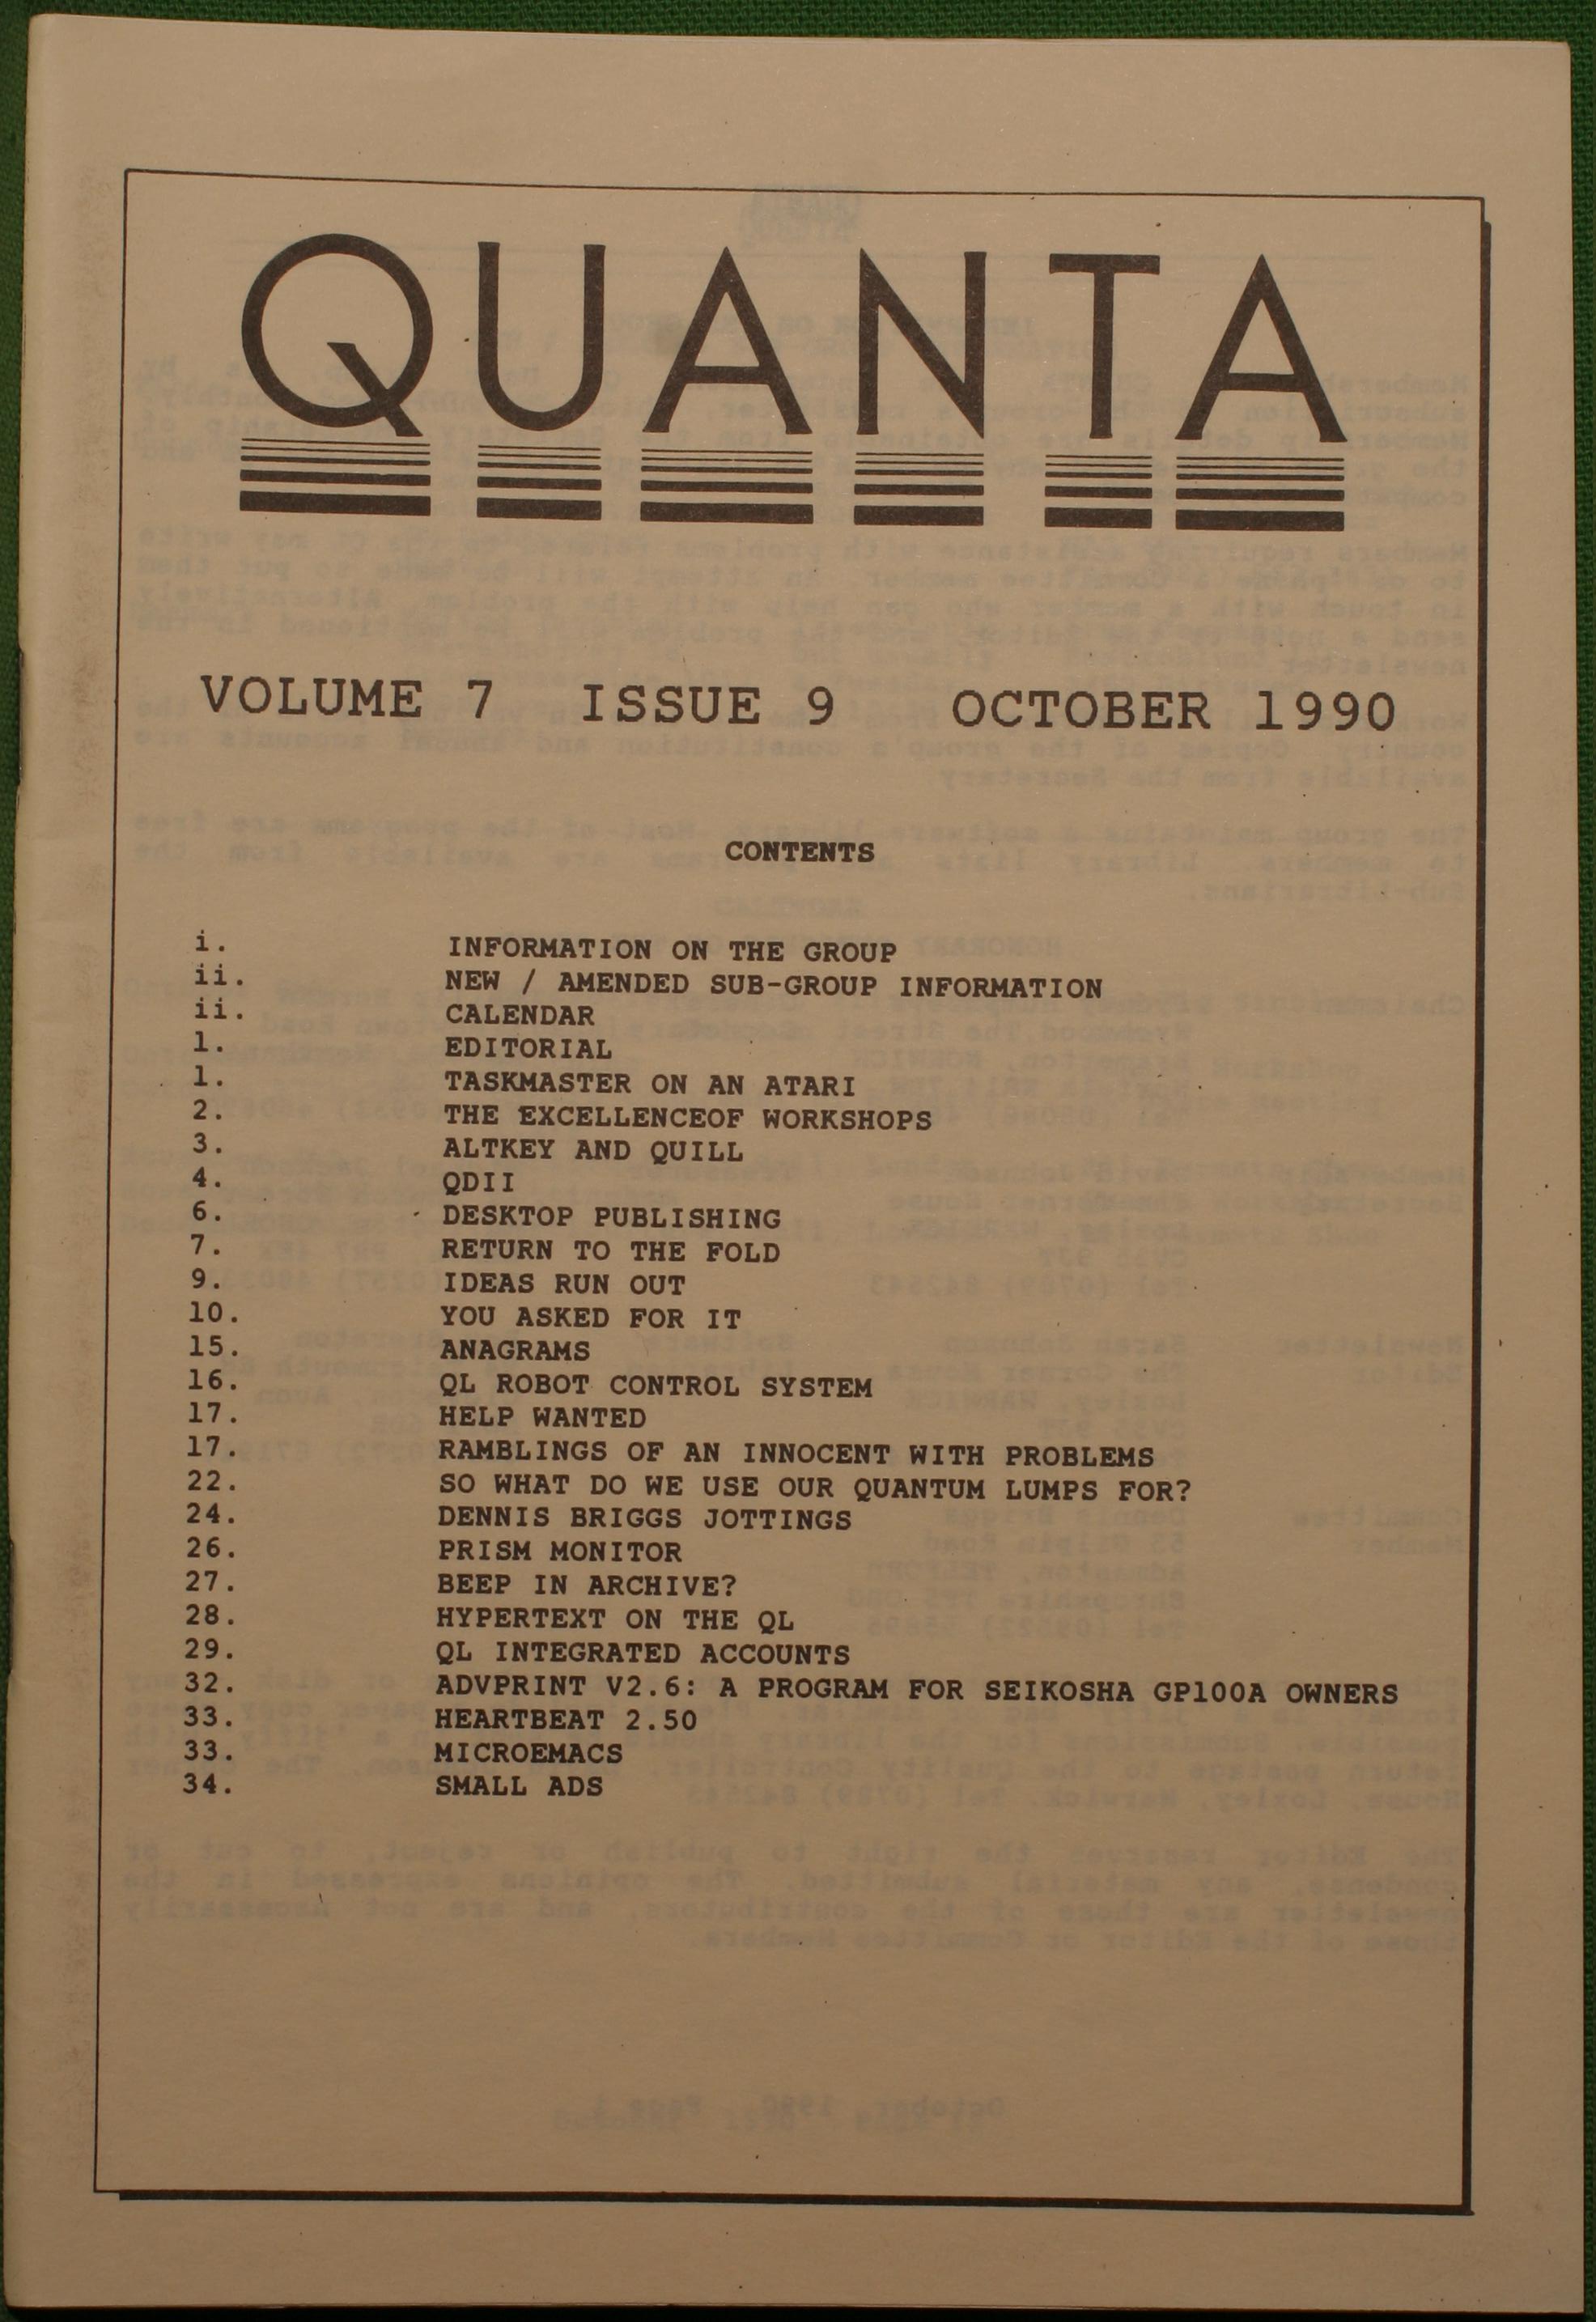 QUANTA
VOLUME 7 ISSUE 9 OCTOBER 1990
CONTENTS
i. INFORMATION ON THE GROUP
ii. NEW / AMENDED SUB-GROUP INFORMATION
ii. CALENDAR
1. EDITORIAL
1. TASKMASTER ON AN ATARI
2. THE EXCELLENCEOF WORKSHOPS
3. ALTKEY AND QUILL
4. QDII
6. DESKTOP PUBLISHING
7. RETURN TO THE FOLD
9. IDEAS RUN OUT
10. YOU ASKED FOR IT
15. ANAGRAMS
16. QL ROBOT CONTROL SYSTEM
17. HELP WANTED
17. RAMBLINGS OF AN INNOCENT WITH PROBLEMS
22. SO WHAT DO WE USE OUR QUANTUM LUMPS FOR?
24. DENNIS BRIGGS JOTTINGS
26. PRISM MONITOR
27. BEEP IN ARCHIVE?
28. HYPERTEXT ON THE QL
29. QL INTEGRATED ACCOUNTS
32. ADVPRINT V2.6: A PROGRAM FOR SEIKOSHA GP100A OWNERS
33. HEARTBEAT 2.50
33. MICROEMACS
34. SMALL ADS